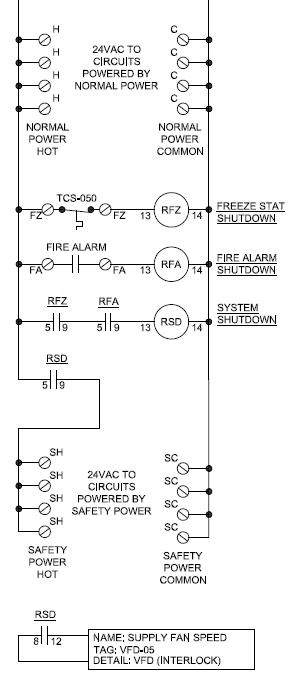 H
C
H
C
H
C
H
C
24VAC TO
CIRCUITS
POWERED BY
NORMAL POWER
NORMAL
POWER
HOT
NORMAL
POWER
COMMON
TCS-050
FZ
FZ
13
RFZ
14
FREEZE STAT
SHUTDOWN
FIRE ALARM
FA
FA
13
RFA
14
FIRE ALARM
SHUTDOWN
RFZ
RFA
5 9
5 9
13
RSD
14
SYSTEM
SHUTDOWN
RSD
5 9
SH
SC
SH
SC
SH
SC
SH
SC
24VAC TO
CIRCUITS
POWERED BY
SAFETY POWER
SAFETY
POWER
HOT
SAFETY
POWER
COMMON
RSD
8 12
NAME: SUPPLY FAN SPEED
TAG: VFD-05
DETAIL: VFD (INTERLOCK)